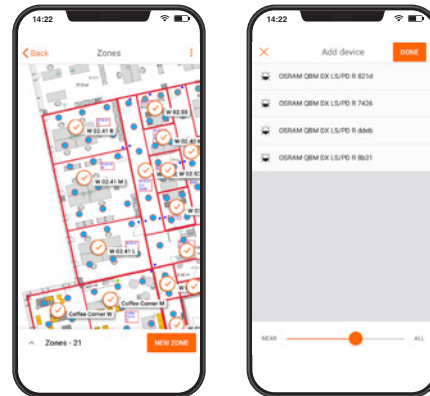 14:22
Back
Zones
W 02.55
W 02.41 R
W 02.40
W 02.41 M
W 02.41 L
Coffee Corner M
Coffee Corner W
Zones - 21
NEW ZONE
14:22
Add device
DONE
OSRAM QBM DX LS/PD R 821d
OSRAM QBM DX LS/PD R 7426
OSRAM QBM DX LS/PD R ddeb
OSRAM QBM DX LS/PD R 8b31
NEAR
ALL